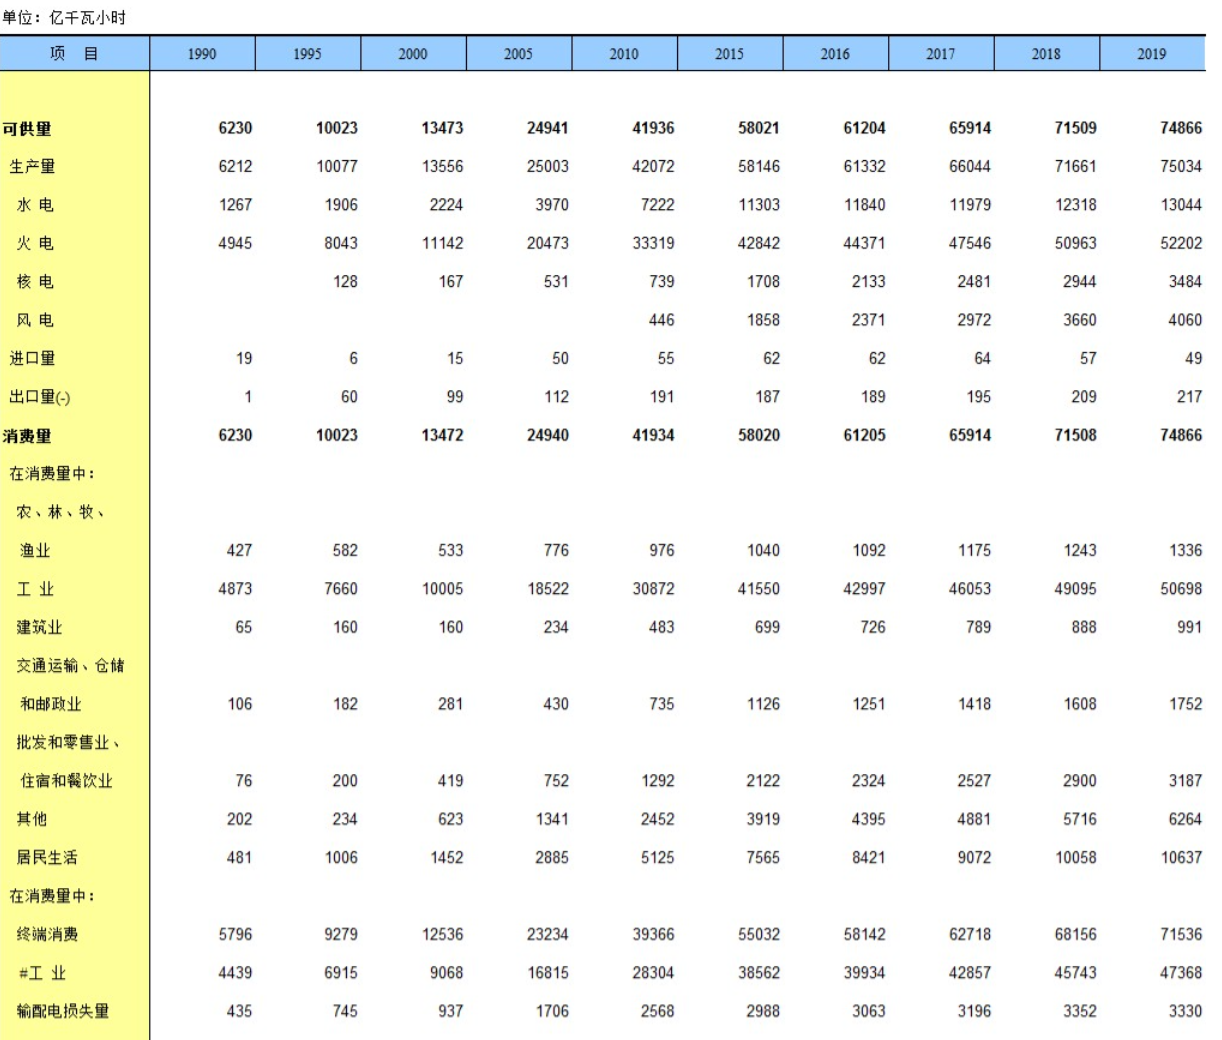 单位：亿千瓦小时
项 目 1990 1995 2000 2005 2010 2015 2016 2017 2018 2019
可供量 6230 10023 13473 24941 41936 58021 61204 65914 71509 74866
生产量 6212 10077 13556 25003 42072 58146 61332 66044 71661 75034
水 电 1267 1906 2224 3970 7222 11303 11840 11979 12318 13044
火 电 4945 8043 11142 20473 33319 42842 44371 47546 50963 52202
核 电 128 167 531 739 1708 2133 2481 2944 3484
风 电 446 1858 2371 2972 3660 4060
进口量 19 6 15 50 55 62 62 64 57 49
出口量(-) 1 60 99 112 191 187 189 195 209 217
消费量 6230 10023 13472 24940 41934 58020 61205 65914 71508 74866
在消费量中：
农、林、牧、
渔业 427 582 533 776 976 1040 1092 1175 1243 1336
工 业 4873 7660 10005 18522 30872 41550 42997 46053 49095 50698
建筑业 65 160 160 234 483 699 726 789 888 991
交通运输、仓储
和邮政业 106 182 281 430 735 1126 1251 1418 1608 1752
批发和零售业、
住宿和餐饮业 76 200 419 752 1292 2122 2324 2527 2900 3187
其他 202 234 623 1341 2452 3919 4395 4881 5716 6264
居民生活 481 1006 1452 2885 5125 7565 8421 9072 10058 10637
在消费量中：
终端消费 5796 9279 12536 23234 39366 55032 58142 62718 68156 71536
#工 业 4439 6915 9068 16815 28304 38562 39934 42857 45743 47368
输配电损失量 435 745 937 1706 2568 2988 3063 3196 3352 3330